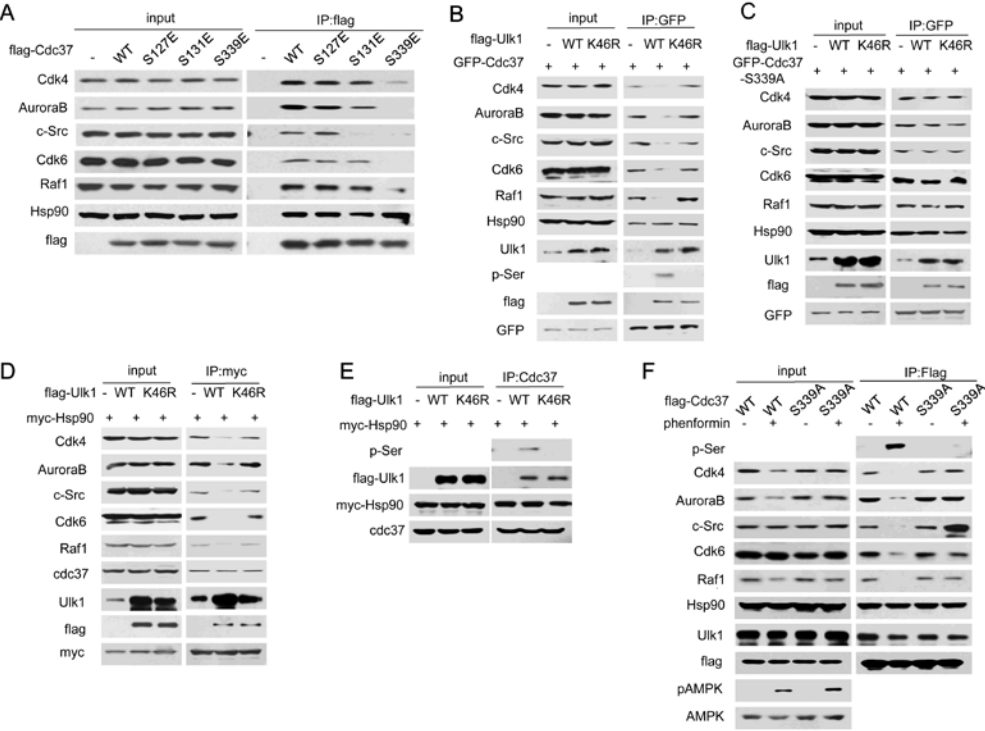 A
input IP:flag
flag-Cdc37 - WT S127E S131E S339E - WT S127E S131E S339E
Cdk4
AuroraB
c-Src
Cdk6
Raf1
Hsp90
flag
B
input IP:GFP
flag-Ulk1 - WT K46R - WT K46R
GFP-Cdc37 + + + + + +
Cdk4
AuroraB
c-Src
Cdk6
Raf1
Hsp90
Ulk1
p-Ser
flag
GFP
C
input IP:GFP
flag-Ulk1 - WT K46R - WT K46R
GFP-Cdc37
-S339A + + + + + +
Cdk4
AuroraB
c-Src
Cdk6
Raf1
Hsp90
Ulk1
flag
GFP
D
input IP:myc
flag-Ulk1 - WT K46R - WT K46R
myc-Hsp90 + + + + + +
Cdk4
AuroraB
c-Src
Cdk6
Raf1
cdc37
Ulk1
flag
myc
E
input IP:Cdc37
flag-Ulk1 - WT K46R - WT K46R
myc-Hsp90 + + + + + +
p-Ser
flag-Ulk1
myc-Hsp90
cdc37
F
input IP:Flag
flag-Cdc37 WT WT S339A S339A WT WT S339A S339A
phenformin - + - + - + - +
p-Ser
Cdk4
AuroraB
c-Src
Cdk6
Raf1
Hsp90
Ulk1
flag
pAMPK
AMPK